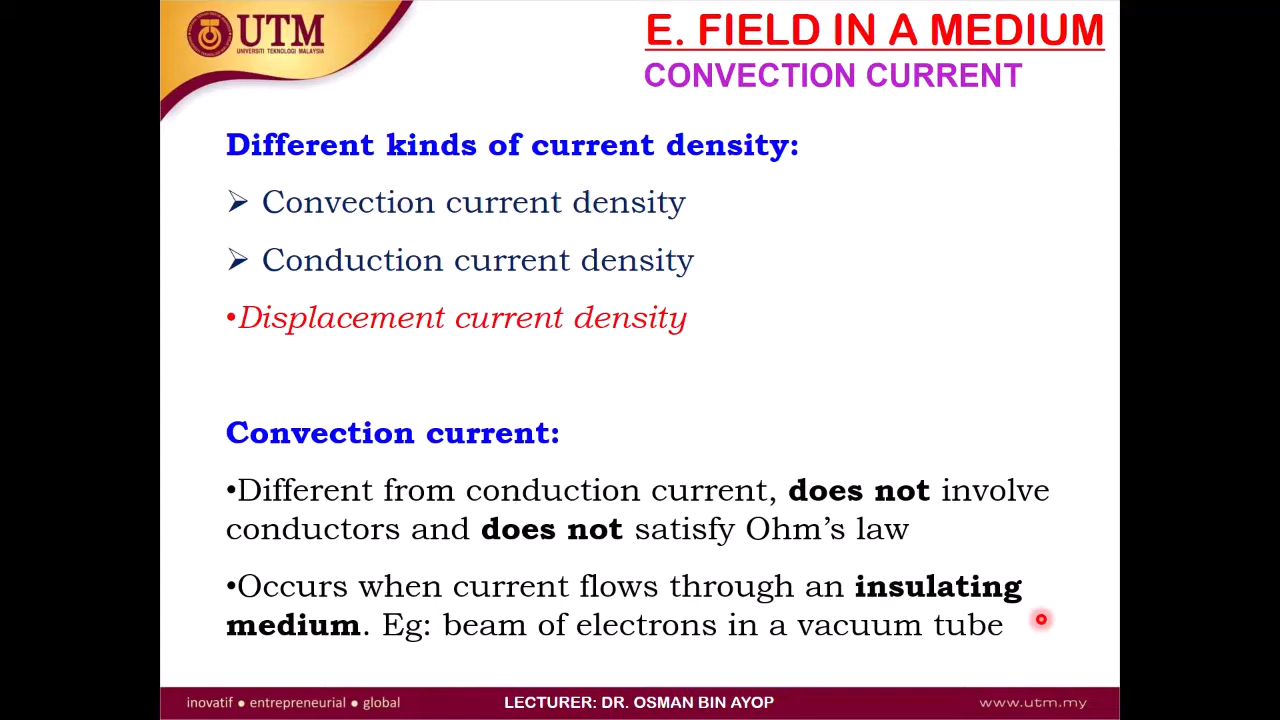 UTM
UNIVERSITI TEKNOLOGI MALAYSIA
E. FIELD IN A MEDIUM
CONVECTION CURRENT
Different kinds of current density:
➢ Convection current density
➢ Conduction current density
•Displacement current density
Convection current:
•Different from conduction current, does not involve
conductors and does not satisfy Ohm’s law
•Occurs when current flows through an insulating
medium. Eg: beam of electrons in a vacuum tube
inovatif ● entrepreneurial ● global
LECTURER: DR. OSMAN BIN AYOP
www.utm.my